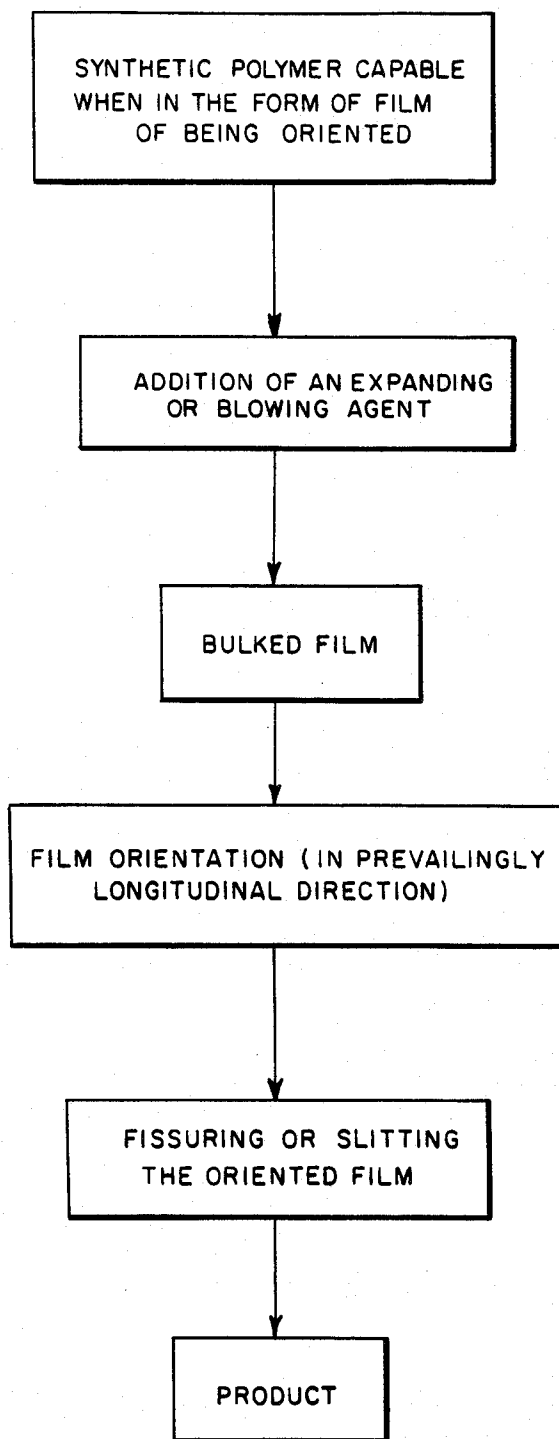 SYNTHETIC POLYMER CAPABLE
WHEN IN THE FORM OF FILM
OF BEING ORIENTED
ADDITION OF AN EXPANDING
OR BLOWING AGENT
BULKED FILM
FILM ORIENTATION (IN PREVAILINGLY
LONGITUDINAL DIRECTION)
FISSURING OR SLITTING
THE ORIENTED FILM
PRODUCT